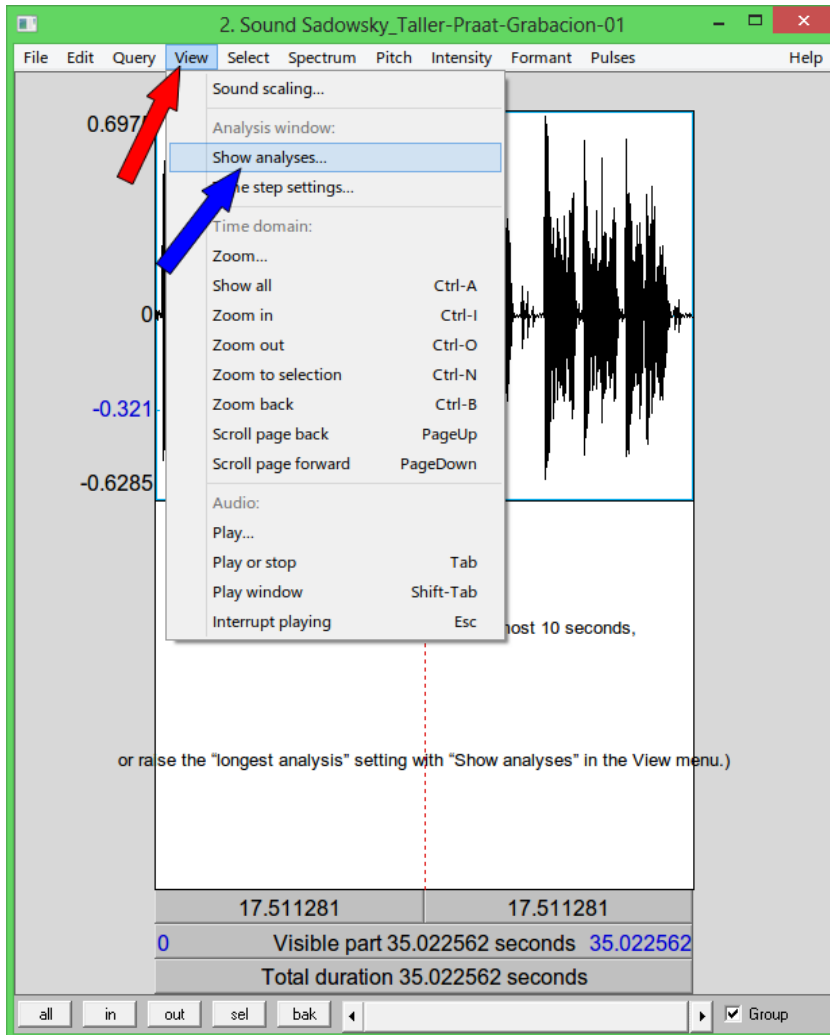 2. Sound Sadowsky_Taller-Praat-Grabacion-01
File Edit Query View Select Spectrum Pitch Intensity Formant Pulses Help
Sound scaling...
0.697
Analysis window:
Show analyses...
step settings...
Time domain:
Zoom...
Show all Ctrl-A
Zoom in Ctrl-I
0
Zoom out Ctrl-O
Zoom to selection Ctrl-N
Zoom back Ctrl-B
-0.321
Scroll page back PageUp
Scroll page forward PageDown
-0.6285
Audio:
Play...
Play or stop Tab
Play window Shift-Tab
Interrupt playing Esc
10 seconds,
or raise the “longest analysis” setting with “Show analyses” in the View menu.)
17.511281 17.511281
0 Visible part 35.022562 seconds 35.022562
Total duration 35.022562 seconds
all in out sel bak Group